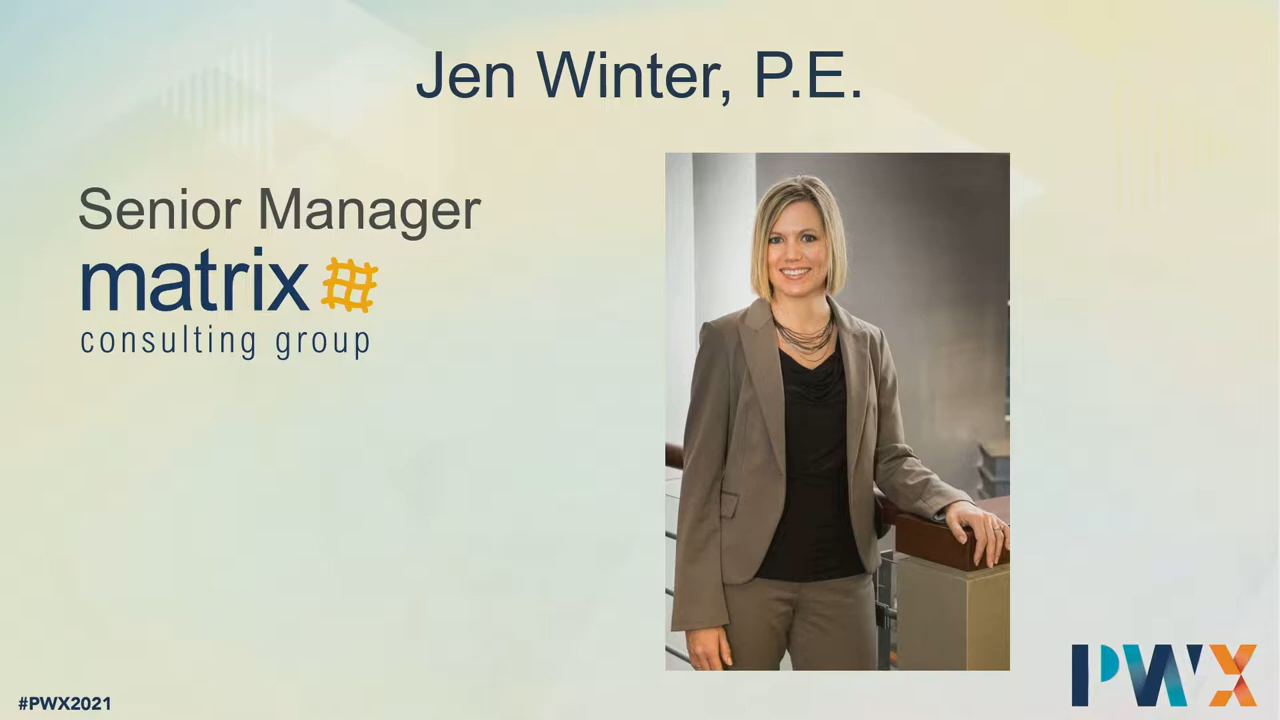 Jen Winter, P.E.
Senior Manager
matrix
consulting group
#PWX2021
PWX